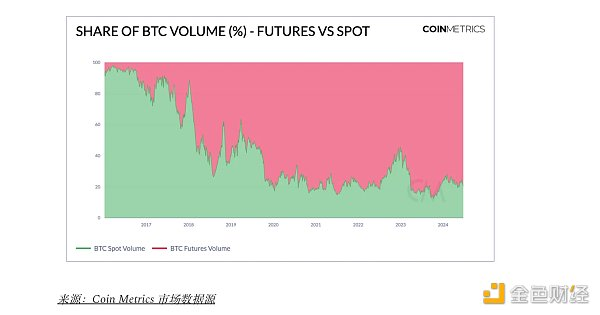 SHARE OF BTC VOLUME (%) - FUTURES VS SPOT
COINMETRICS
100
80
60
40
20
0
2017 2018 2019 2020 2021 2022 2023 2024
BTC Spot Volume BTC Futures Volume
来源：Coin Metrics 市场数据源
金色财经